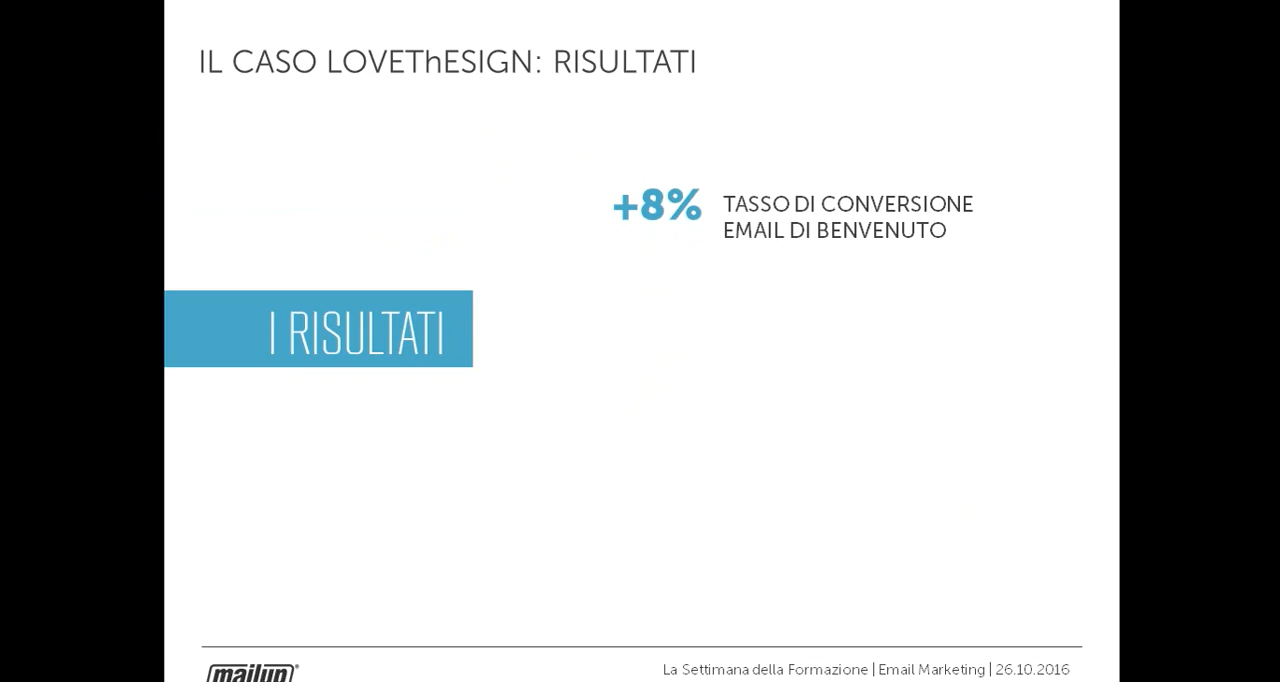 IL CASO LOVEThESIGN: RISULTATI
+8% TASSO DI CONVERSIONE
EMAIL DI BENVENUTO
I RISULTATI
mailup®
La Settimana della Formazione | Email Marketing | 26.10.2016